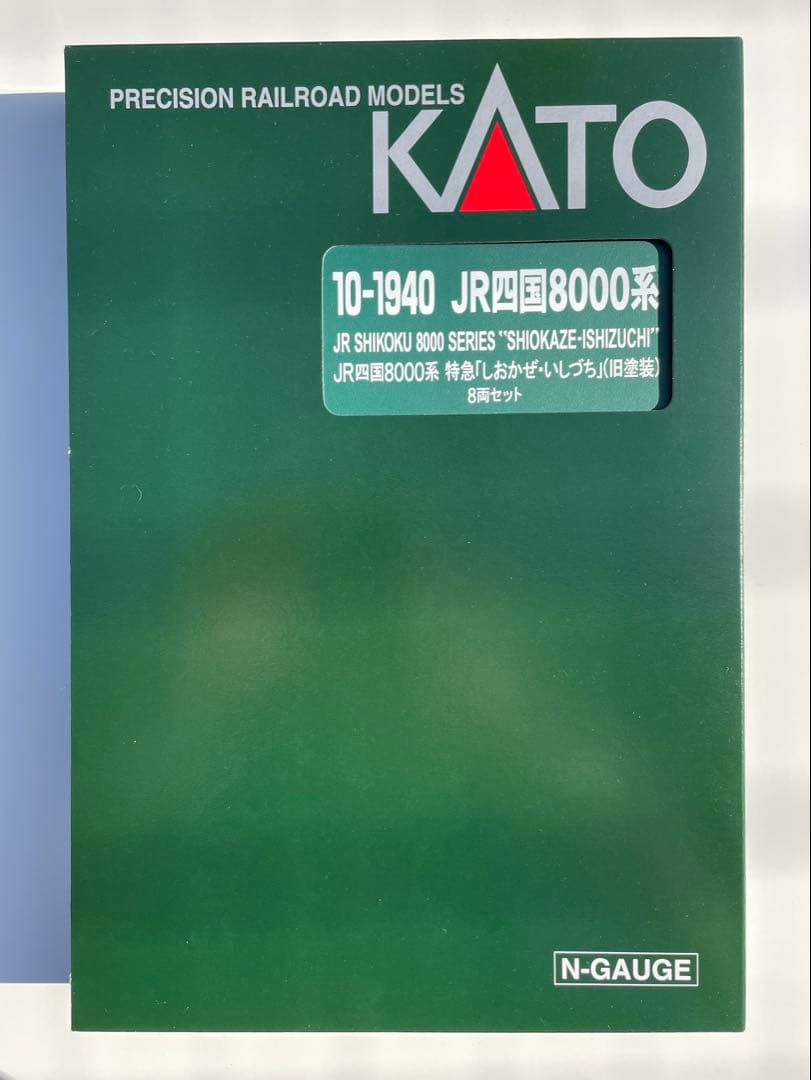 PRECISION RAILROAD MODELS
KATO
10-1940 JR四国8000系
JR SHIKOKU 8000 SERIES "SHIOKAZE・ISHIZUCHI"
JR四国8000系 特急「しおかぜ・いしづち」(旧塗装)
8両セット
N-GAUGE